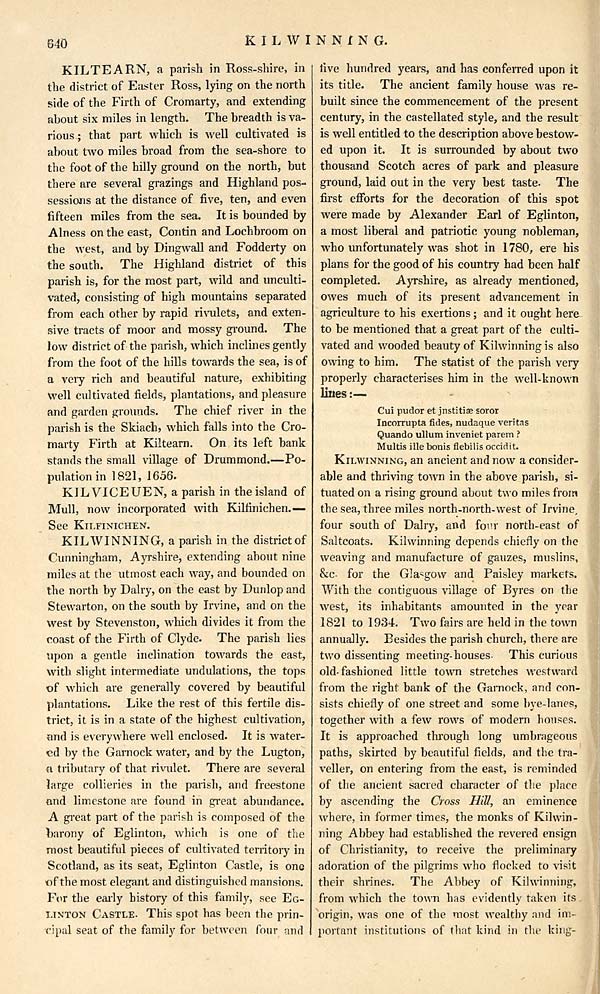 640
KILWINNING.
KILTEARN, a parish in Ross-shire, in
the district of Easter Ross, lying on the north
side of the Firth of Cromarty, and extending
about six miles in length. The breadth is va-
rious; that part which is well cultivated is
about two miles broad from the sea-shore to
the foot of the hilly ground on the north, but
there are several grazings and Highland pos-
sessions at the distance of five, ten, and even
fifteen miles from the sea. It is bounded by
Alness on the east, Contin and Lochbroom on
the west, and by Dingwall and Fodderty on
the south. The Highland district of this
parish is, for the most part, wild and unculti-
vated, consisting of high mountains separated
from each other by rapid rivulets, and exten-
sive tracts of moor and mossy ground. The
low district of the parish, which inclines gently
from the foot of the hills towards the sea, is of
a very rich and beautiful nature, exhibiting
well cultivated fields, plantations, and pleasure
and garden grounds. The chief river in the
parish is the Skiach, which falls into the Cro-
marty Firth at Kiltearn. On its left bank
stands the small village of Drummond.—Po-
pulation in 1821, 1656.
KILVICEUEN, a parish in the island of
Mull, now incorporated with Kilfinichen.—
See KILFINICHEN.
KILWINNING, a parish in the district of
Cunningham, Ayrshire, extending about nine
miles at the utmost each way, and bounded on
the north by Dalry, on the east by Dunlop and
Stewarton, on the south by Irvine, and on the
west by Stevenston, which divides it from the
coast of the Firth of Clyde. The parish lies
upon a gentle inclination towards the east,
with slight intermediate undulations, the tops
of which are generally covered by beautiful
plantations. Like the rest of this fertile dis-
trict, it is in a state of the highest cultivation,
and is everywhere well enclosed. It is water-
ed by the Garnock water, and by the Lugton,
a tributary of that rivulet. There are several
large collieries in the parish, and freestone
and limestone are found in great abundance.
A great part of the parish is composed of the
barony of Eglinton, which is one of the
most beautiful pieces of cultivated territory in
Scotland, as its seat, Eglinton Castle, is one
of the most elegant and distinguished mansions.
For the early history of this family, see EG-
LINTON CASTLE. This spot has been the prin-
cipal seat of the family for between four and
five hundred years, and has conferred upon it
its title. The ancient family house was re-
built since the commencement of the present
century, in the castellated style, and the result
is well entitled to the description above bestow-
ed upon it. It is surrounded by about two
thousand Scotch acres of park and pleasure
ground, laid out in the very best taste. The
first efforts for the decoration of this spot
were made by Alexander Earl of Eglinton,
a most liberal and patriotic young nobleman,
who unfortunately was shot in 1780, ere his
plans for the good of his country had been half
completed. Ayrshire, as already mentioned,
owes much of its present advancement in
agriculture to his exertions; and it ought here
to be mentioned that a great part of the culti-
vated and wooded beauty of Kilwinning is also
owing to him. The statist of the parish very
properly characterises him in the well-known
lines:—
Cui pudor et justitiæ soror
Incorrupta fides, nudaque veritas
Quando ullum inveniet parem?
Multis ille bonis flebilis occidit.
KILWINNING, an ancient and now a consider-
able and thriving town in the above parish, si-
tuated on a rising ground about two miles from
the sea, three miles north-north-west of Irvine,
four south of Dalry, and four north-east of
Saltcoats. Kilwinning depends chiefly on the
weaving and manufacture of gauzes, muslins,
&c. for the Glasgow and Paisley markets.
With the contiguous village of Byres on the
west, its inhabitants amounted in the year
1821 to 1934. Two fairs are held in the town
annually. Besides the parish church, there are
two dissenting meeting-houses. This curious
old-fashioned little town stretches westward
from the right bank of the Garnock, and con-
sists chiefly of one street and some bye-lanes,
together with a few rows of modern houses.
It is approached through long umbrageous
paths, skirted by beautiful fields, and the tra-
veller, on entering from the east, is reminded
of the ancient sacred character of the place
by ascending the Cross Hill, an eminence
where, in former times, the monks of Kilwin-
ning Abbey had established the revered ensign
of Christianity, to receive the preliminary
adoration of the pilgrims who flocked to visit
their shrines. The Abbey of Kilwinning,
from which the town has evidently taken its
origin, was one of the most wealthy and im-
portant institutions of that kind in the king-